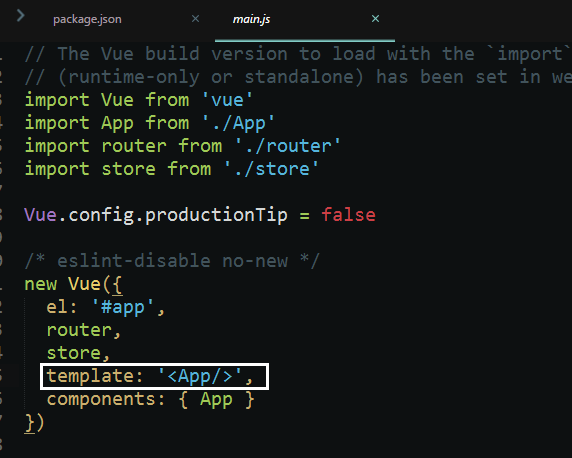 package.json × main.js ×
// The Vue build version to load with the `import`
// (runtime-only or standalone) has been set in we
import Vue from 'vue'
import App from './App'
import router from './router'
import store from './store'
Vue.config.productionTip = false
/* eslint-disable no-new */
new Vue({
el: '#app',
router,
store,
template: '<App/>',
components: { App }
})